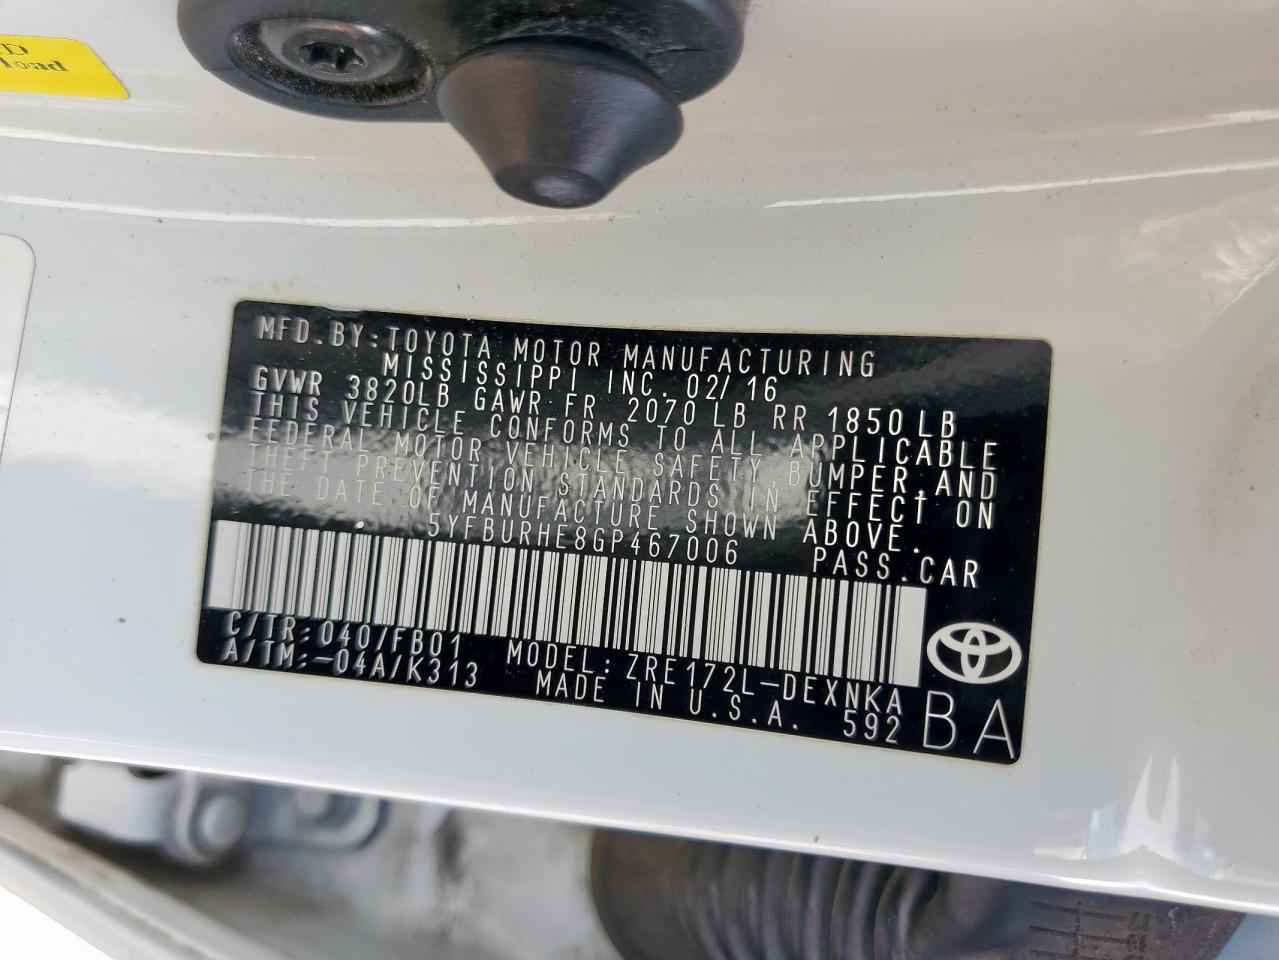 D
Load
MFD.BY:TOYOTA MOTOR MANUFACTURING
MISSISSIPPI INC. 02/16
GVWR 3820LB GAWR FR 2070 LB RR 1850 LB
THIS VEHICLE CONFORMS TO ALL APPLICABLE
FEDERAL MOTOR VEHICLE SAFETY,BUMPER,AND
THEFT PREVENTION STANDARDS IN EFFECT ON
THE DATE OF MANUFACTURE SHOWN ABOVE.
5YFBURHE8GP467006 PASS.CAR
C/TR:040/FB01 MODEL:ZRE172L-DEXNKA
A/TM:-04A/K313 MADE IN U.S.A. 592
BA